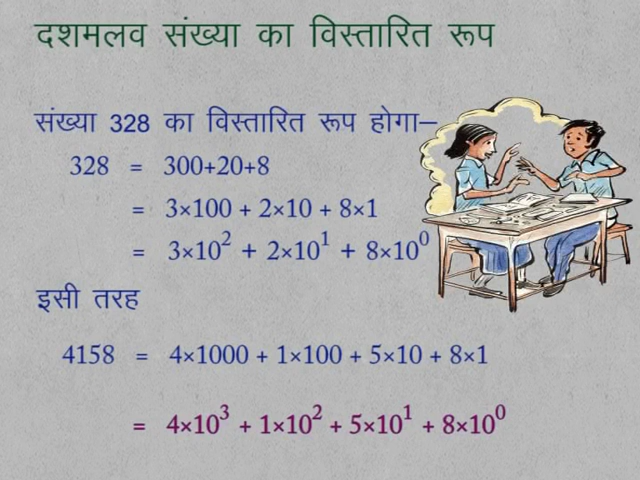 दशमलव संख्या का विस्तारित रूप
संख्या 328 का विस्तारित रूप होगा–
328 = 300+20+8
= 3×100 + 2×10 + 8×1
= 3×10² + 2×10¹ + 8×10⁰
इसी तरह
4158 = 4×1000 + 1×100 + 5×10 + 8×1
= 4×10³ + 1×10² + 5×10¹ + 8×10⁰